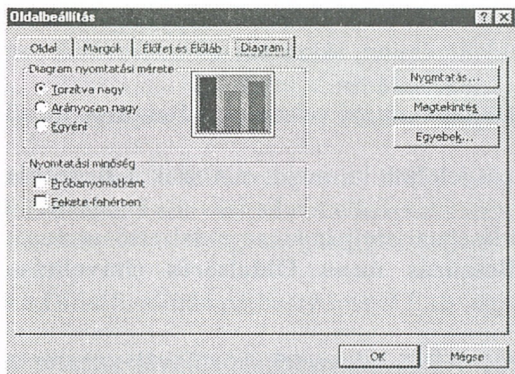 Oldalbeállítás
Oldal Margók Élőfej és Élőláb Diagram
Diagram nyomtatási mérete
Torzítva nagy
Arányosan nagy
Egyéni
Nyomtatási minőség
Próbanyomatként
Fekete-fehérben
Nyomtatás...
Megtekintés
Egyebek...
OK Mégse